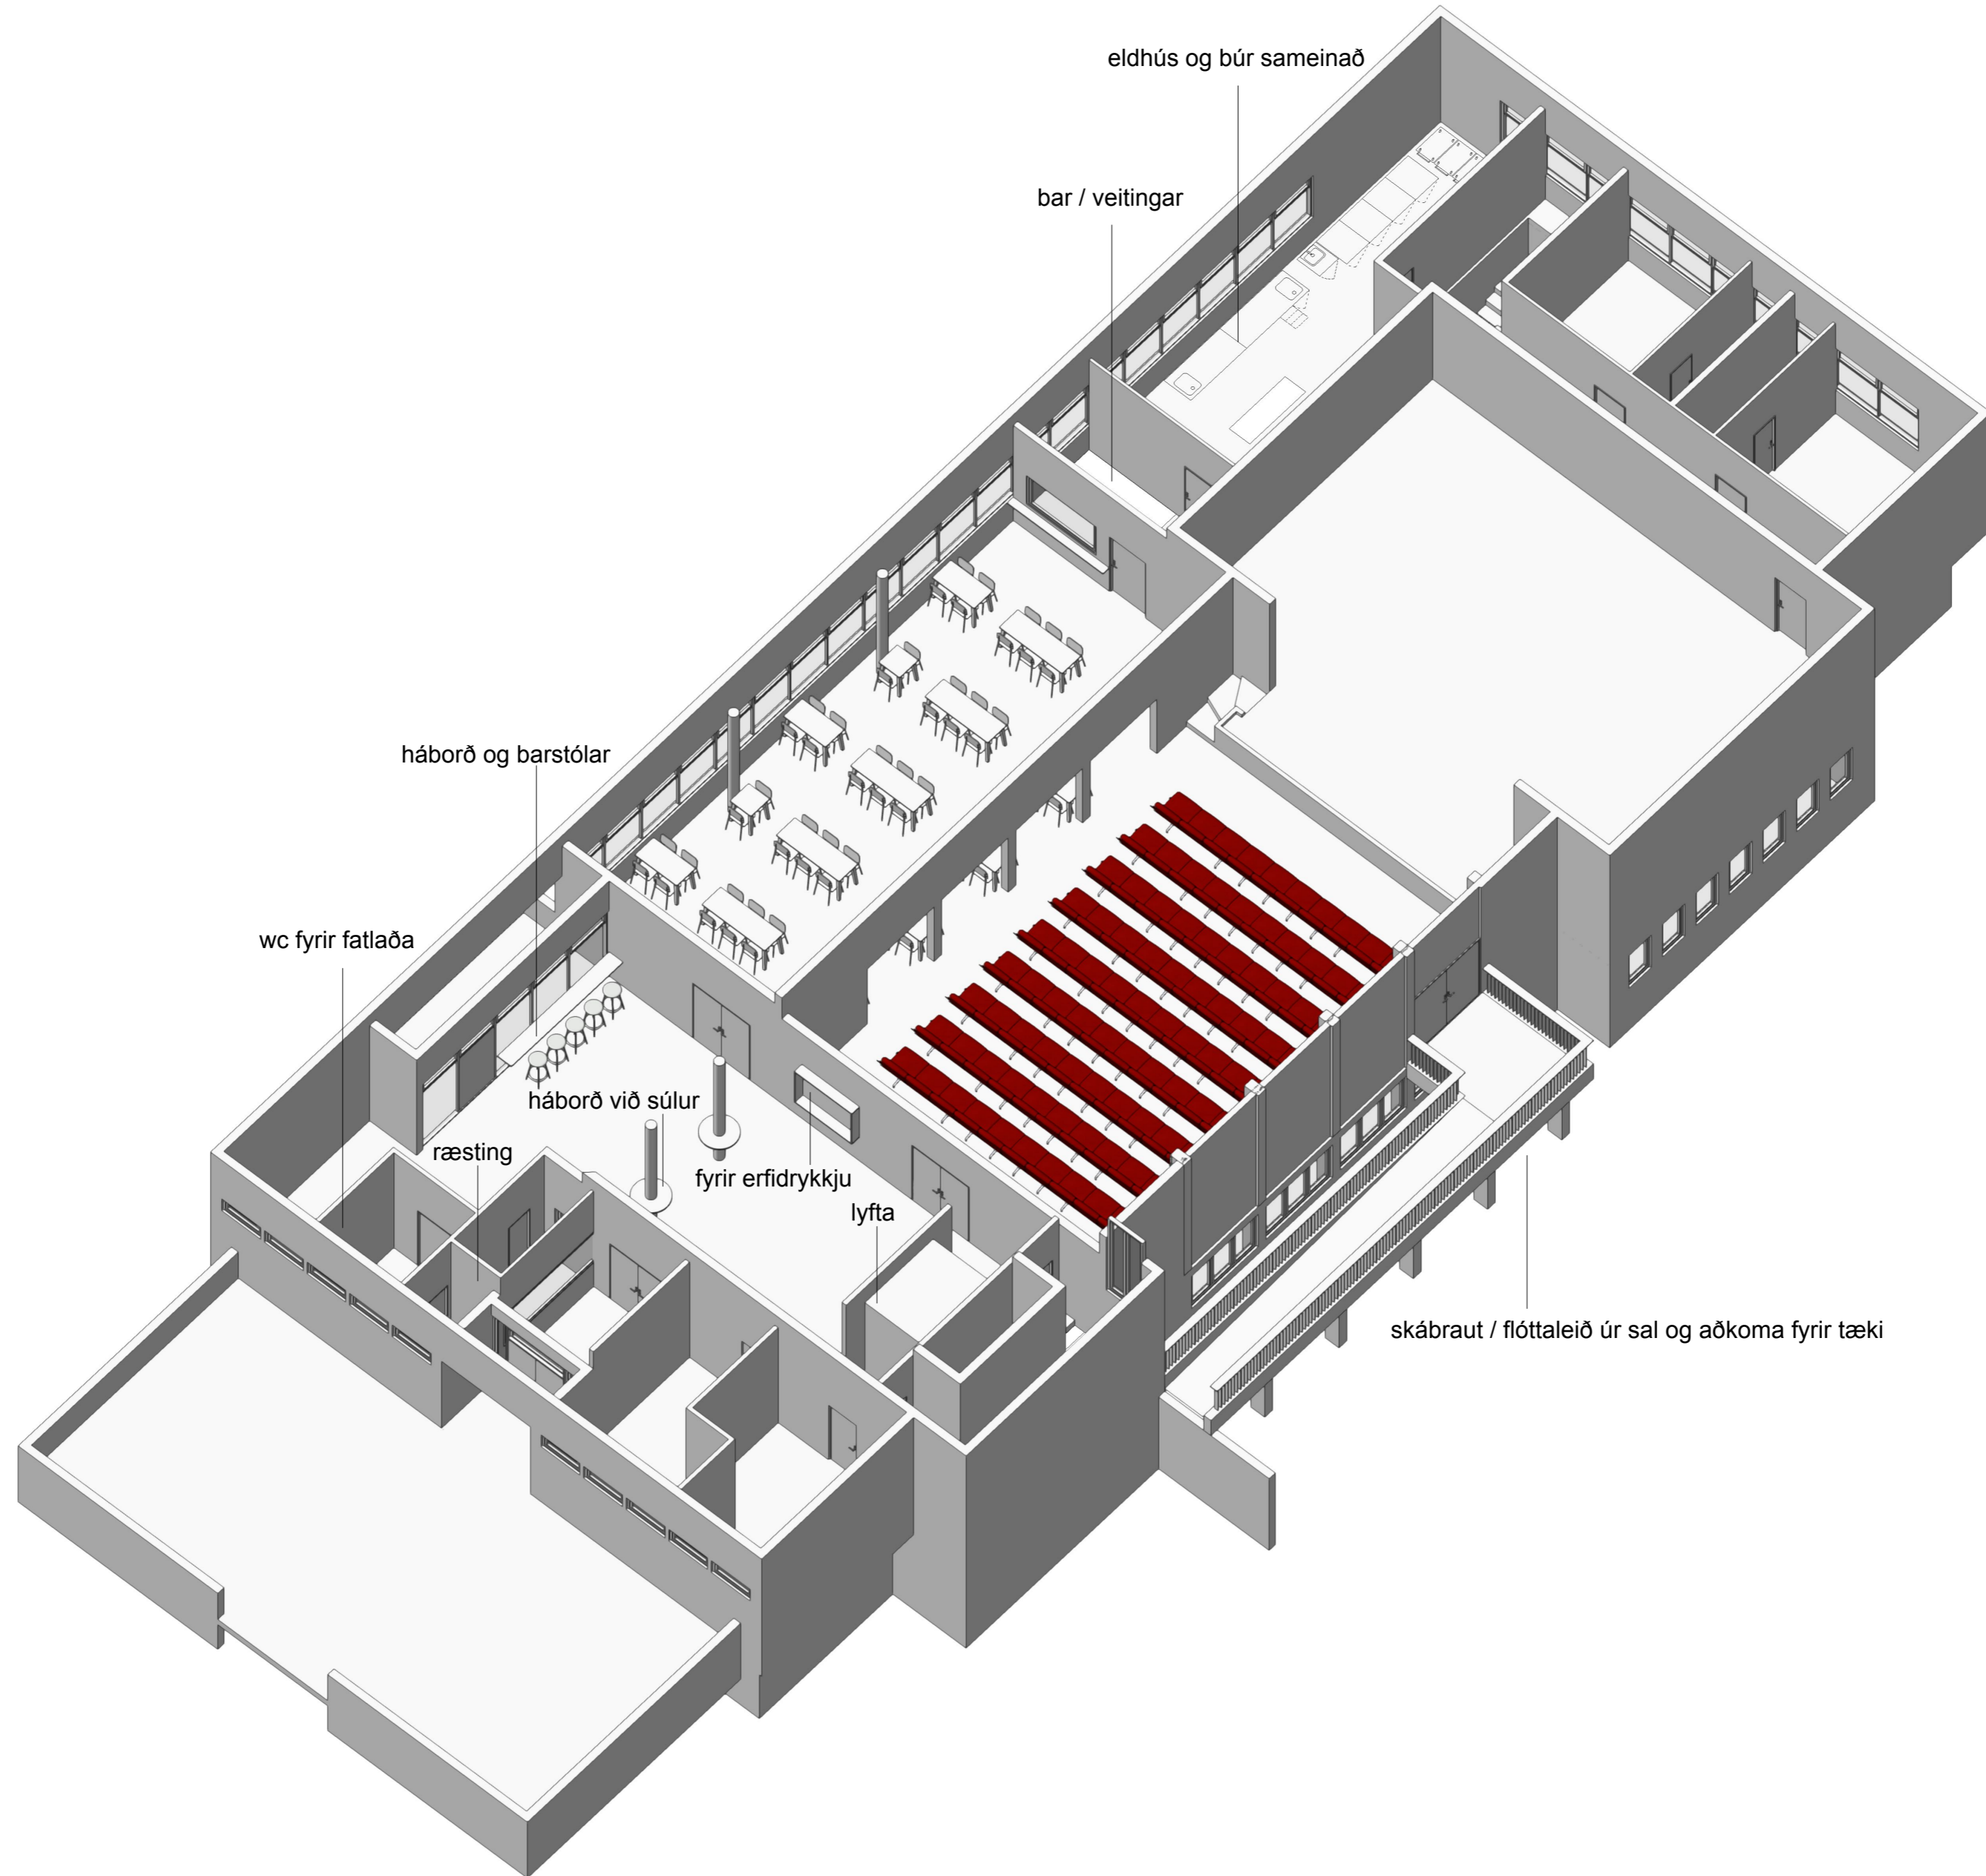 eldhús og búr sameinað
bar / veitingar
háborð og barstólar
wc fyrir fatlaða
háborð við súlur
ræsting
fyrir erfidrykkju
lyfta
skábraut / flóttaleið úr sal og aðkoma fyrir tæki